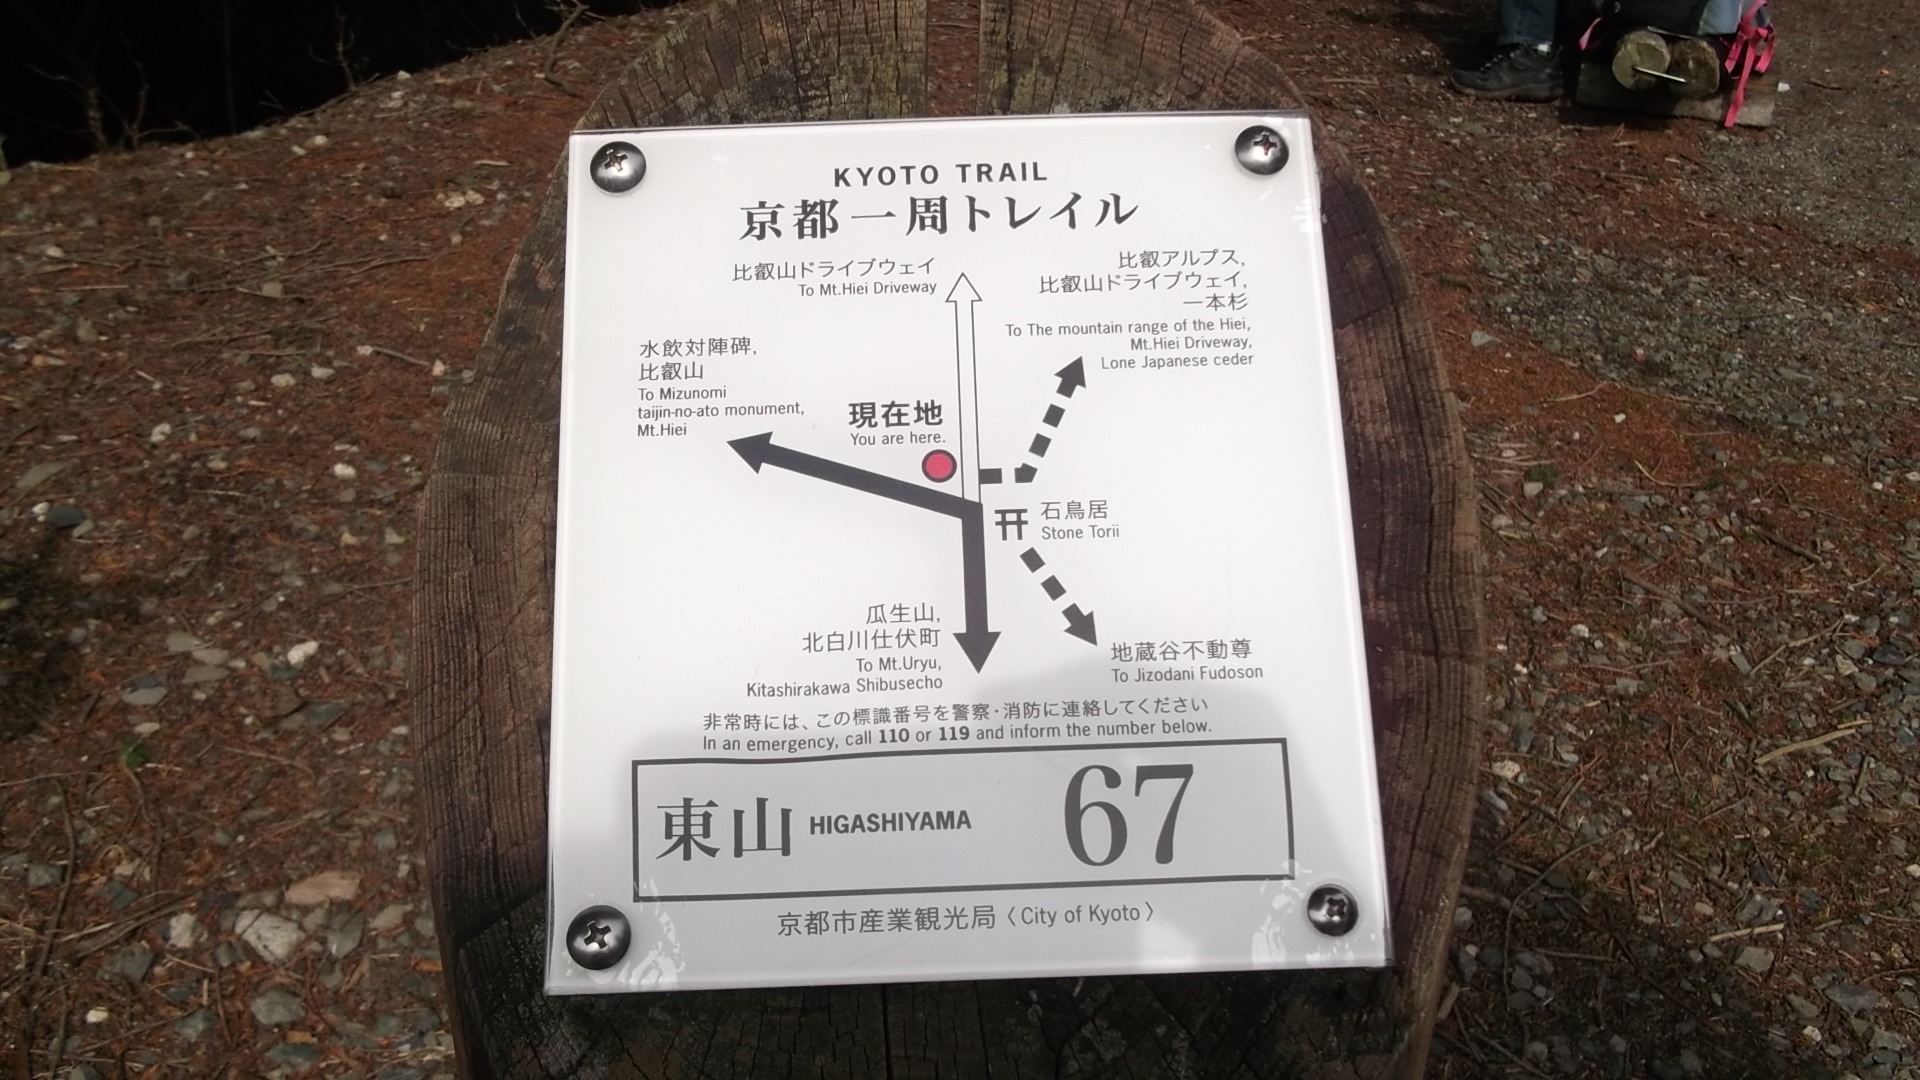 KYOTO TRAIL
京都一周トレイル
比叡山ドライブウェイ
To Mt.Hiei Driveway
比叡アルプス,
比叡山ドライブウェイ,
一本杉
To The mountain range of the Hiei,
Mt.Hiei Driveway,
Lone Japanese ceder
水飲対陣碑,
比叡山
To Mizunomi
taijin-no-ato monument,
Mt.Hiei
現在地
You are here.
石鳥居
Stone Torii
瓜生山,
北白川仕伏町
To Mt.Uryu,
Kitashirakawa Shibusecho
地蔵谷不動尊
To Jizodani Fudoson
非常時には、この標識番号を警察・消防に連絡してください
In an emergency, call 110 or 119 and inform the number below.
東山 HIGASHIYAMA 67
京都市産業観光局〈City of Kyoto〉